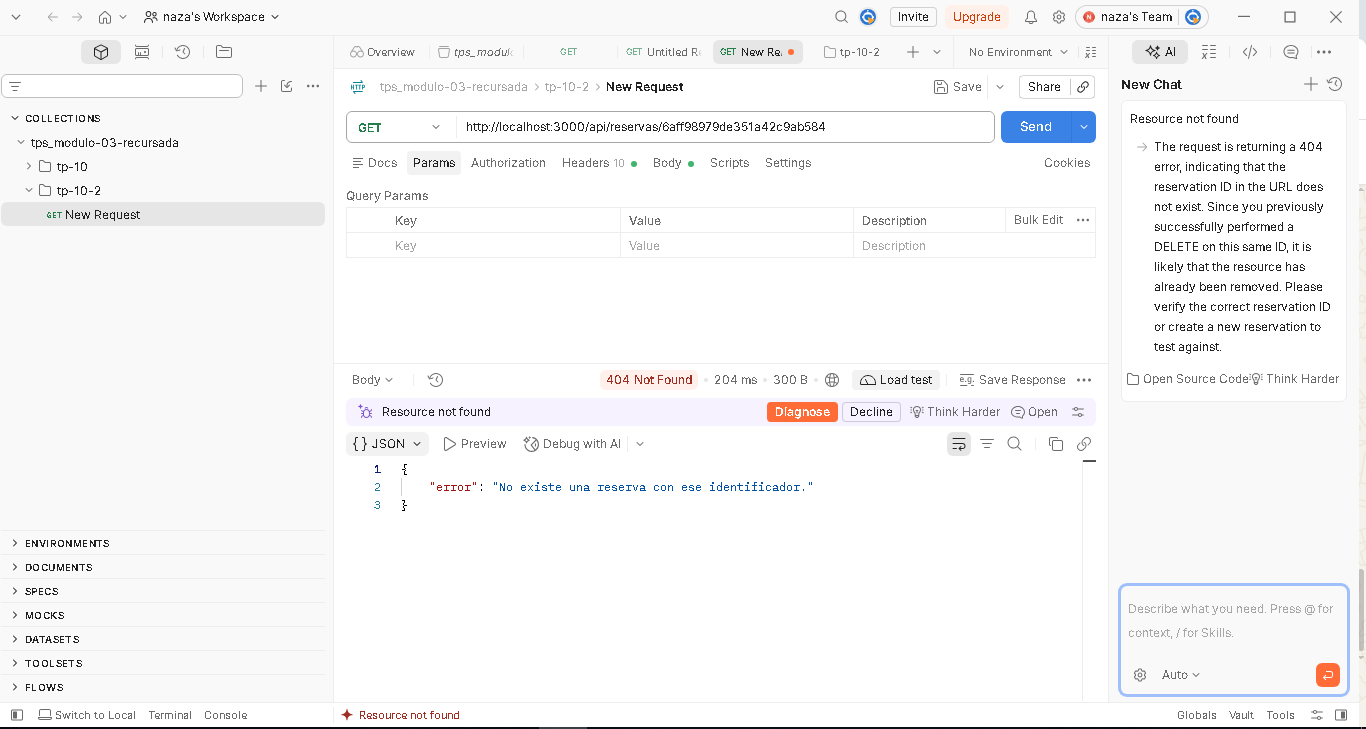 naza's Workspace
Invite
Upgrade
naza's Team
Overview
tps_modulo
GET
GET Untitled R
GET New Re
tp-10-2
No Environment
AI
COLLECTIONS
tps_modulo-03-recursada
tp-10
tp-10-2
GET New Request
ENVIRONMENTS
DOCUMENTS
SPECS
MOCKS
DATASETS
TOOLSETS
FLOWS
HTTP
tps_modulo-03-recursada > tp-10-2 > New Request
Save
Share
GET
http://localhost:3000/api/reservas/6aff98979de351a42c9ab584
Send
Docs
Params
Authorization
Headers 10
Body
Scripts
Settings
Cookies
Query Params
Key
Value
Description
Bulk Edit
Key
Value
Description
Body
404 Not Found
204 ms
300 B
Load test
e.g. Save Response
Resource not found
Diagnose
Decline
Think Harder
Open
{} JSON
Preview
Debug with AI
1 {
2 "error": "No existe una reserva con ese identificador."
3 }
New Chat
Resource not found
The request is returning a 404
error, indicating that the
reservation ID in the URL does
not exist. Since you previously
successfully performed a
DELETE on this same ID, it is
likely that the resource has
already been removed. Please
verify the correct reservation ID
or create a new reservation to
test against.
Open Source Code
Think Harder
Describe what you need. Press @ for
context, / for Skills.
Auto
Switch to Local
Terminal
Console
Resource not found
Globals
Vault
Tools